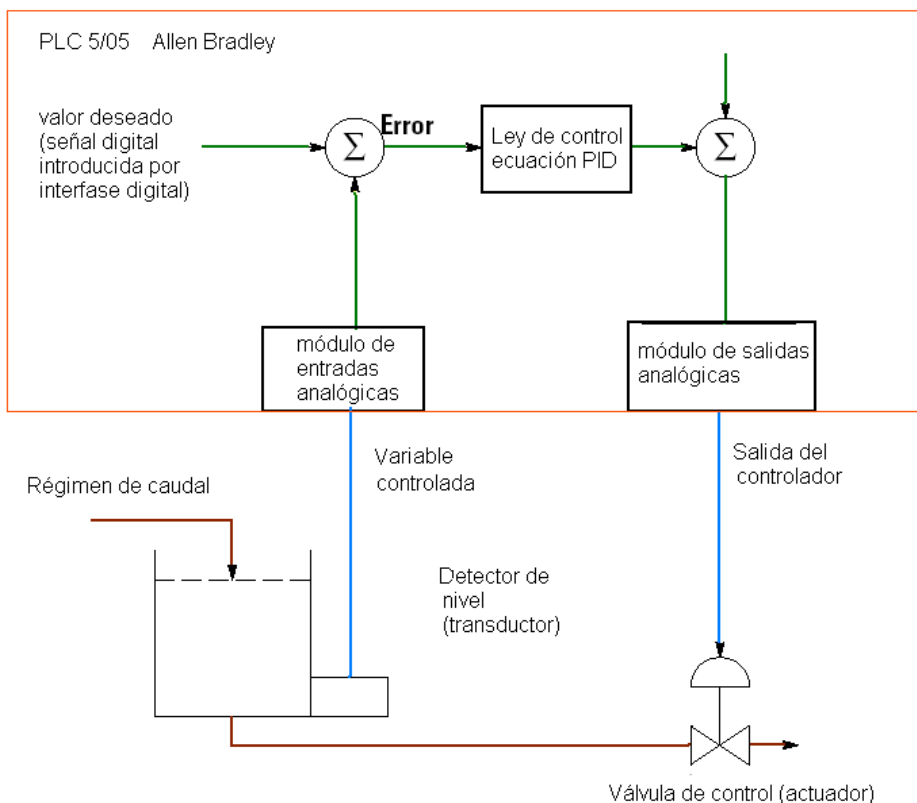 PLC 5/05 Allen Bradley
valor deseado
(señal digital
introducida por
interfase digital)
Σ
Error
Ley de control
ecuación PID
Σ
módulo de
entradas
analógicas
módulo de salidas
analógicas
Variable
controlada
Salida del
controlador
Régimen de caudal
Detector de
nivel
(transductor)
Válvula de control (actuador)